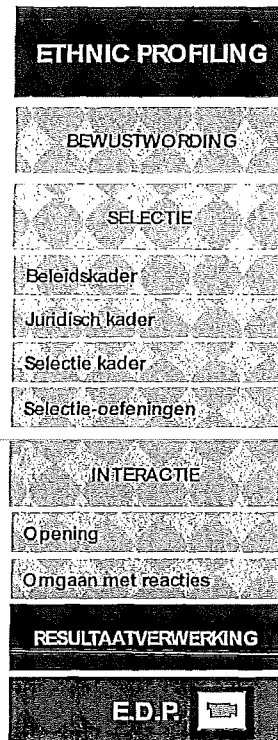 ETHNIC PROFILING
BEWUSTWORDING
SELECTIE
Beleidskader
Juridisch kader
Selectie kader
Selectie-oefeningen
INTERACTIE
Opening
Omgaan met reacties
RESULTAATVERWERKING
E.D.P.